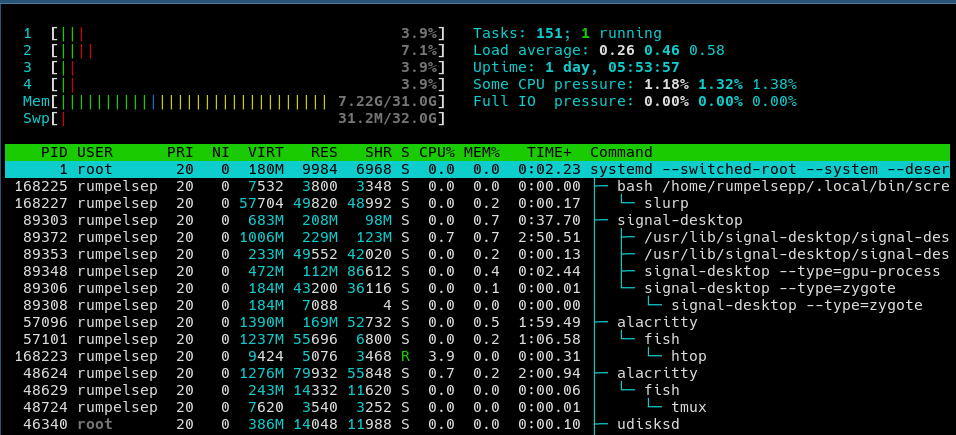 1 [||| 3.9%] Tasks: 151; 1 running
2 [|||| 7.1%] Load average: 0.26 0.46 0.58
3 [|| 3.9%] Uptime: 1 day, 05:53:57
4 [|| 3.9%] Some CPU pressure: 1.18% 1.32% 1.38%
Mem[|||||||||||||||||||||||||||||||| 7.22G/31.0G] Full IO pressure: 0.00% 0.00% 0.00%
Swp[| 31.2M/32.0G]
PID USER PRI NI VIRT RES SHR S CPU% MEM% TIME+ Command
1 root 20 0 180M 9984 6968 S 0.0 0.0 0:02.23 systemd --switched-root --system --deser
168225 rumpelsep 20 0 7532 3800 3348 S 0.0 0.0 0:00.00 ├─ bash /home/rumpelsepp/.local/bin/scre
168227 rumpelsep 20 0 57704 49820 48992 S 0.0 0.2 0:00.17 │ └─ slurp
89303 rumpelsep 20 0 683M 208M 98M S 0.0 0.7 0:37.70 ├─ signal-desktop
89372 rumpelsep 20 0 1006M 229M 123M S 0.7 0.7 2:50.51 │ ├─ /usr/lib/signal-desktop/signal-des
89353 rumpelsep 20 0 233M 49552 42020 S 0.0 0.2 0:00.13 │ ├─ /usr/lib/signal-desktop/signal-des
89348 rumpelsep 20 0 472M 112M 86612 S 0.0 0.4 0:02.44 │ ├─ signal-desktop --type=gpu-process
89306 rumpelsep 20 0 184M 43200 36116 S 0.0 0.1 0:00.01 │ └─ signal-desktop --type=zygote
89308 rumpelsep 20 0 184M 7088 4 S 0.0 0.0 0:00.00 │ └─ signal-desktop --type=zygote
57096 rumpelsep 20 0 1390M 169M 52732 S 0.0 0.5 1:59.49 ├─ alacritty
57101 rumpelsep 20 0 1237M 55696 6800 S 0.0 0.2 1:06.58 │ └─ fish
168223 rumpelsep 20 0 9424 5076 3468 R 3.9 0.0 0:00.31 │ └─ htop
48624 rumpelsep 20 0 1276M 79932 55848 S 0.7 0.2 2:00.94 ├─ alacritty
48629 rumpelsep 20 0 243M 14332 11620 S 0.0 0.0 0:00.06 │ └─ fish
48724 rumpelsep 20 0 7620 3540 3252 S 0.0 0.0 0:00.01 │ └─ tmux
46340 root 20 0 386M 14048 11988 S 0.0 0.0 0:00.10 ├─ udisksd